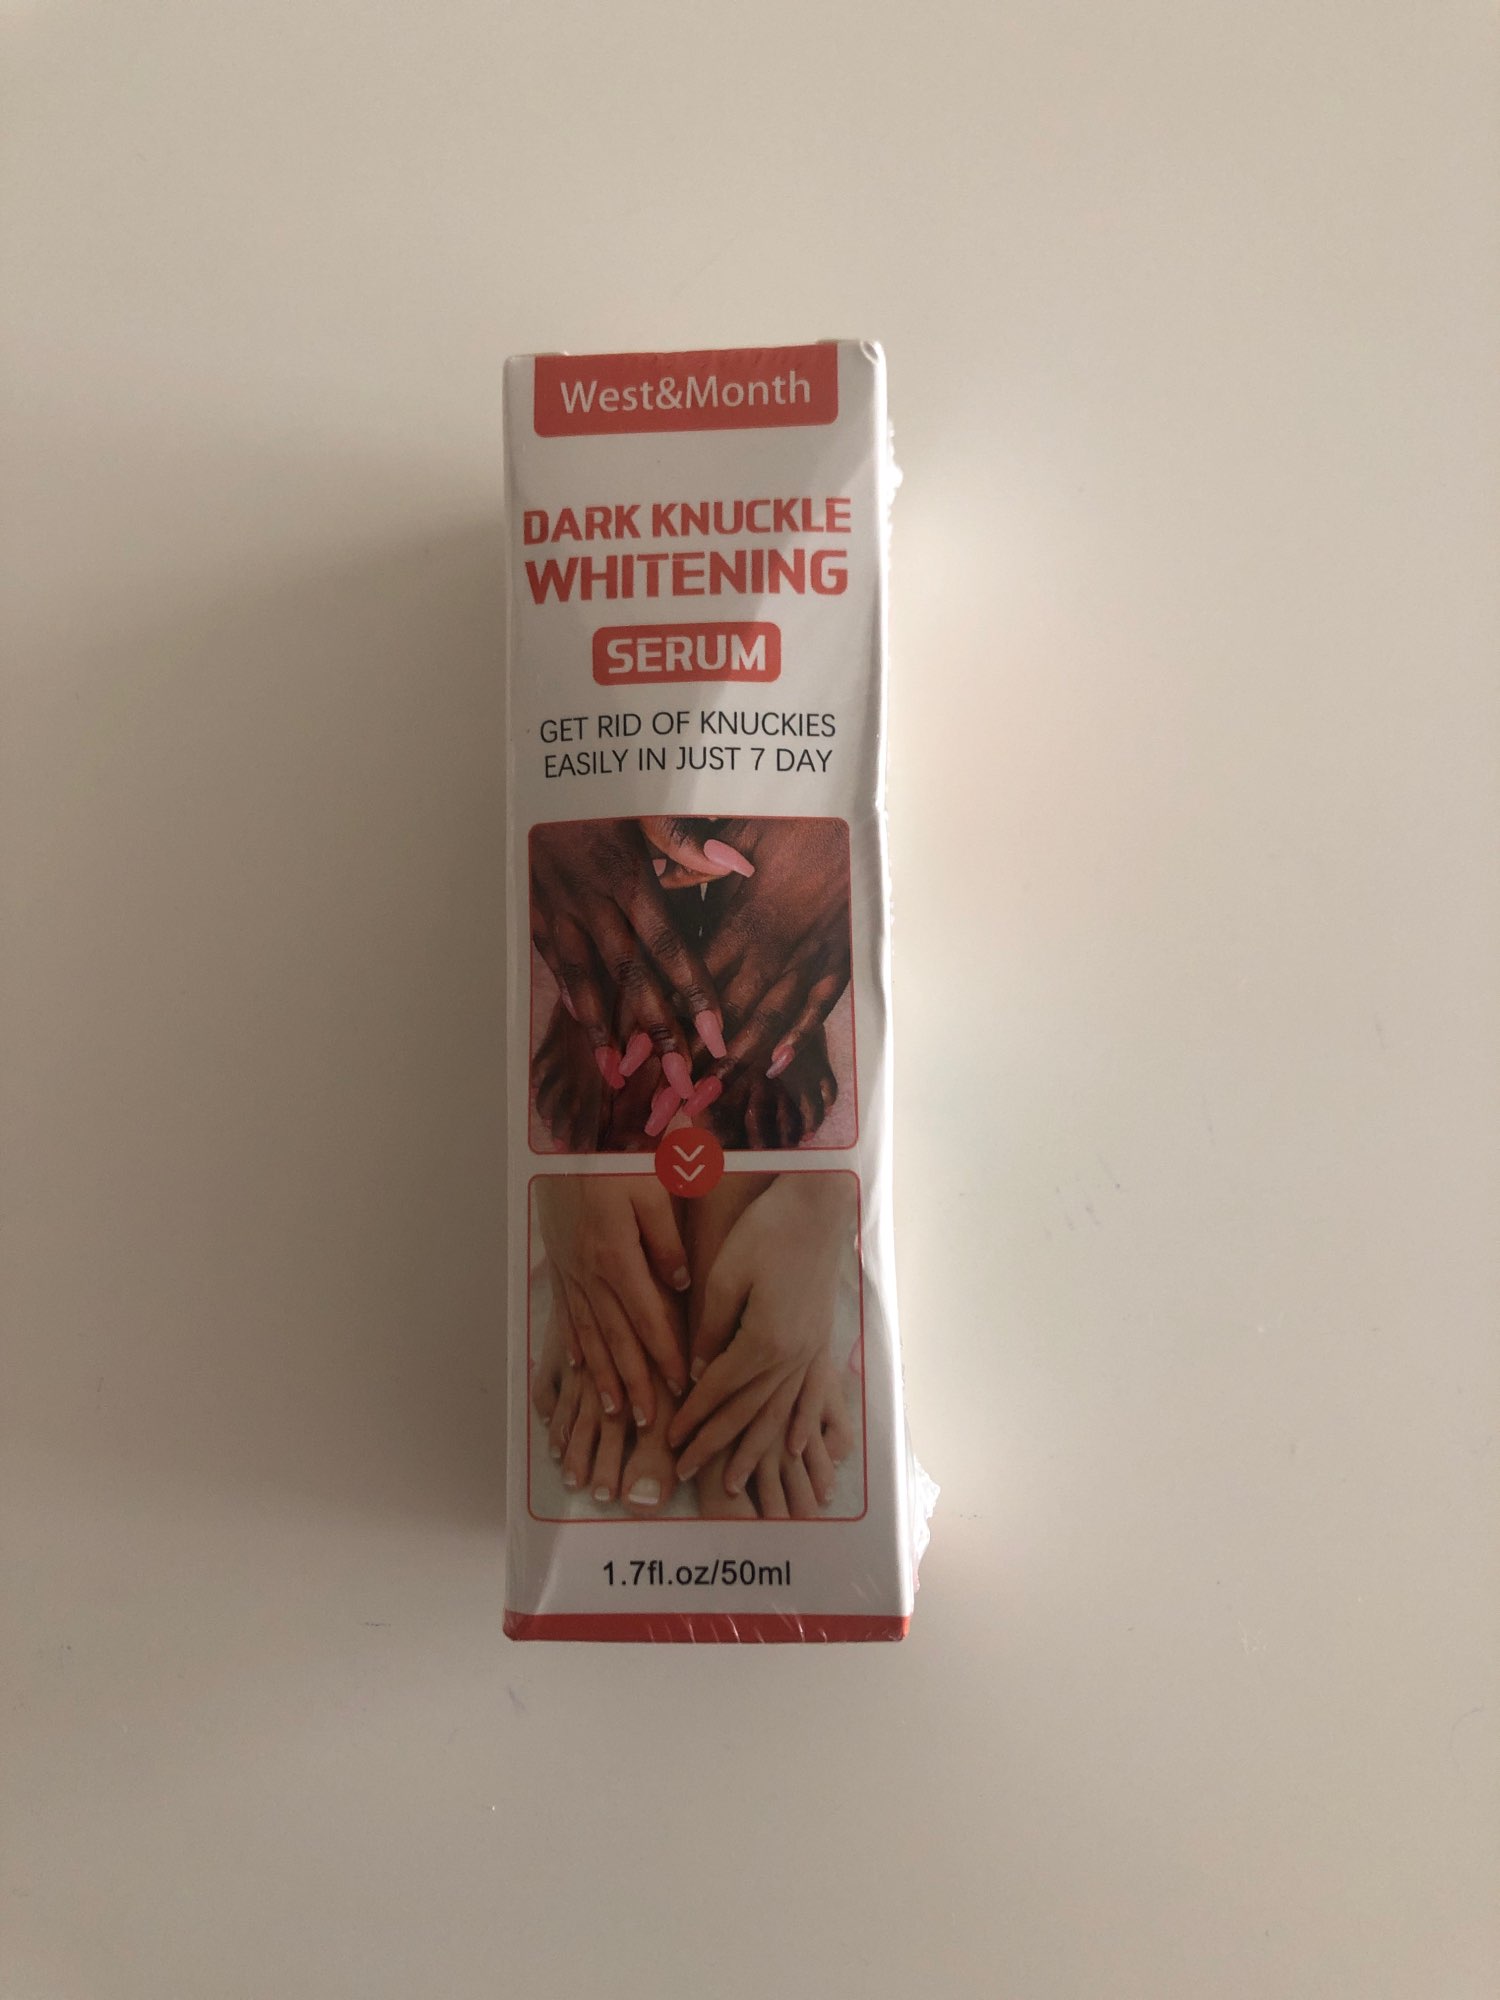 West&Month
DARK KNUCKLE
WHITENING
SERUM
GET RID OF KNUCKIES
EASILY IN JUST 7 DAY
1.7fl.oz/50ml